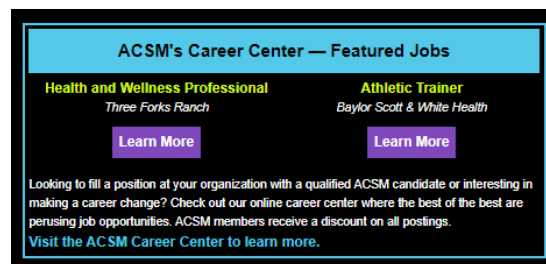 ACSM's Career Center — Featured Jobs
Health and Wellness Professional
Three Forks Ranch
Learn More
Athletic Trainer
Baylor Scott & White Health
Learn More
Looking to fill a position at your organization with a qualified ACSM candidate or interesting in
making a career change? Check out our online career center where the best of the best are
perusing job opportunities. ACSM members receive a discount on all postings.
Visit the ACSM Career Center to learn more.